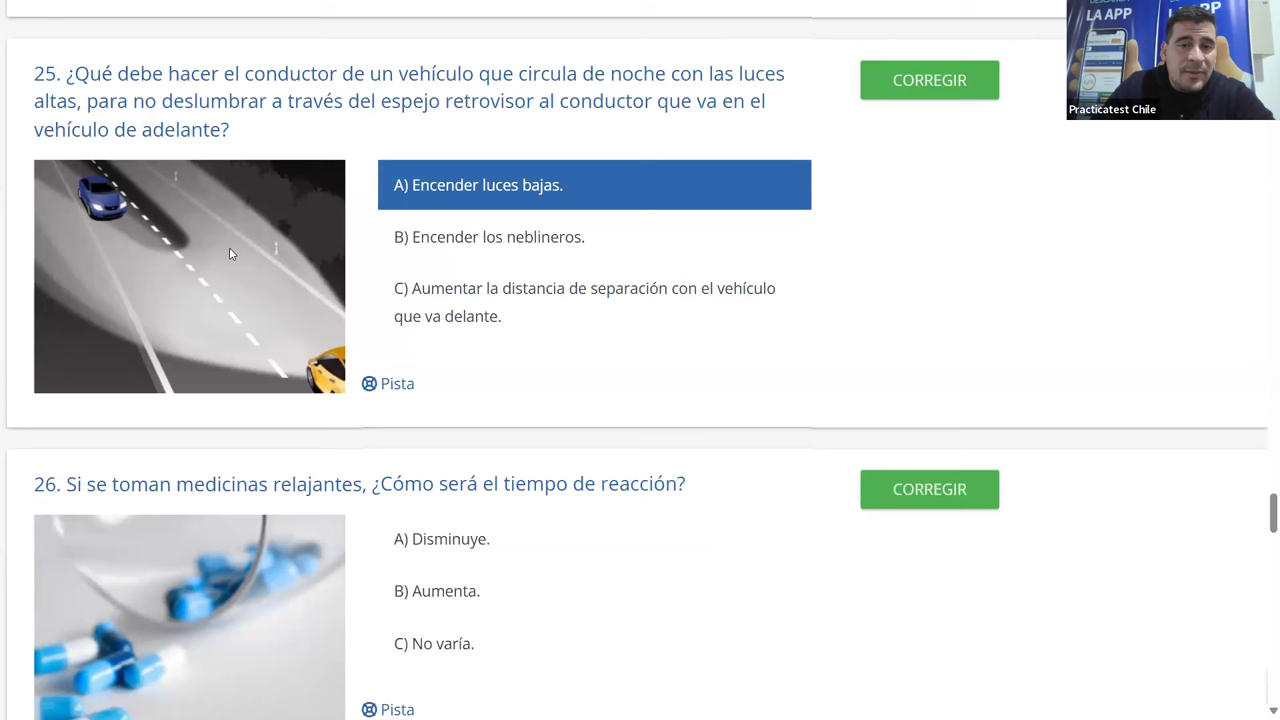 LA APP
LA APP
Practicatest Chile
25. ¿Qué debe hacer el conductor de un vehículo que circula de noche con las luces
altas, para no deslumbrar a través del espejo retrovisor al conductor que va en el
vehículo de adelante?
CORREGIR
A) Encender luces bajas.
B) Encender los neblineros.
C) Aumentar la distancia de separación con el vehículo
que va delante.
Pista
26. Si se toman medicinas relajantes, ¿Cómo será el tiempo de reacción?
CORREGIR
A) Disminuye.
B) Aumenta.
C) No varía.
Pista